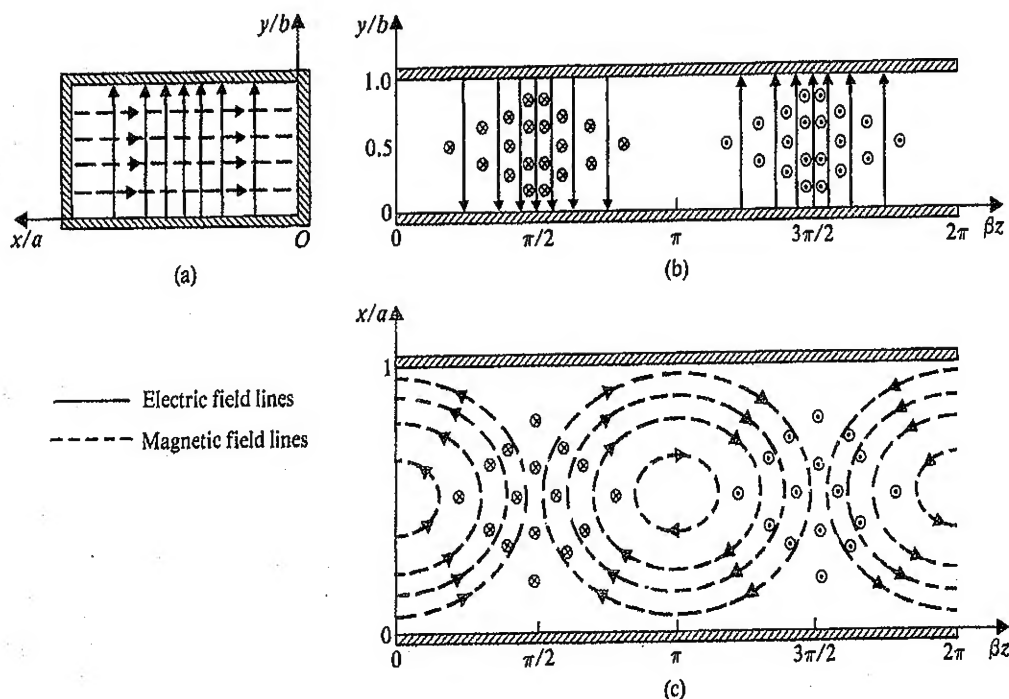 y/b
x/a
O
(a)
y/b
1.0
0.5
0
0
π/2
π
3π/2
2π
βz
(b)
Electric field lines
Magnetic field lines
x/a
1
0
0
π/2
π
3π/2
2π
βz
(c)